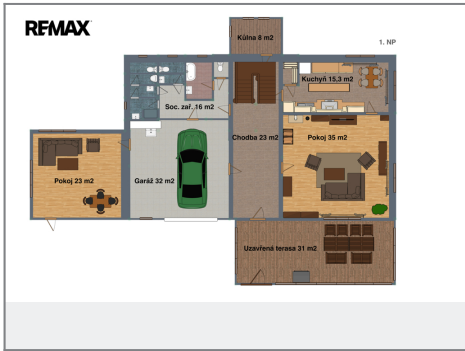 RE/MAX
Kůlna 8 m2
1. NP
Kuchyň 15,3 m2
Soc. zař. 16 m2
Chodba 23 m2
Pokoj 35 m2
Pokoj 23 m2
Garáž 32 m2
Uzavřená terasa 31 m2